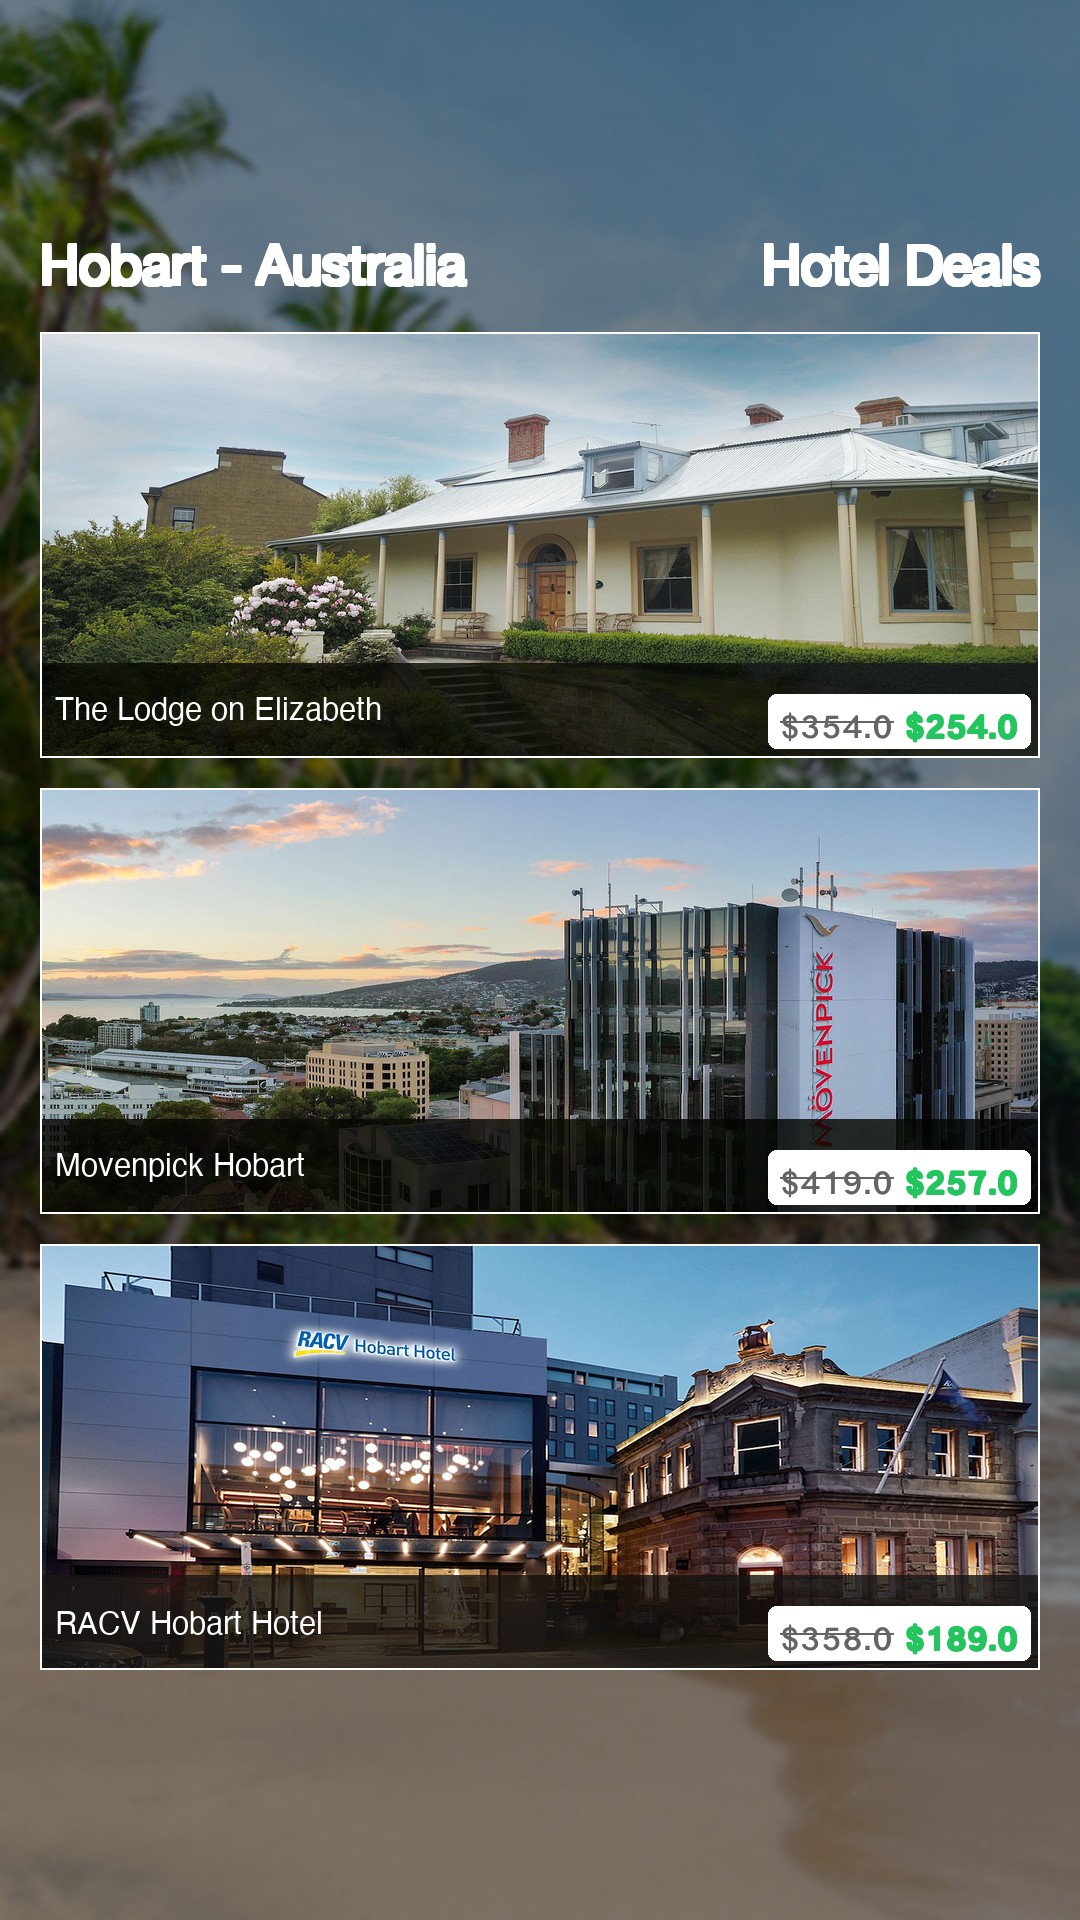 Hobart - Australia
Hotel Deals
The Lodge on Elizabeth
$354.0 $254.0
MÖVENPICK
Movenpick Hobart
$419.0 $257.0
RACV Hobart Hotel
RACV Hobart Hotel
$358.0 $189.0